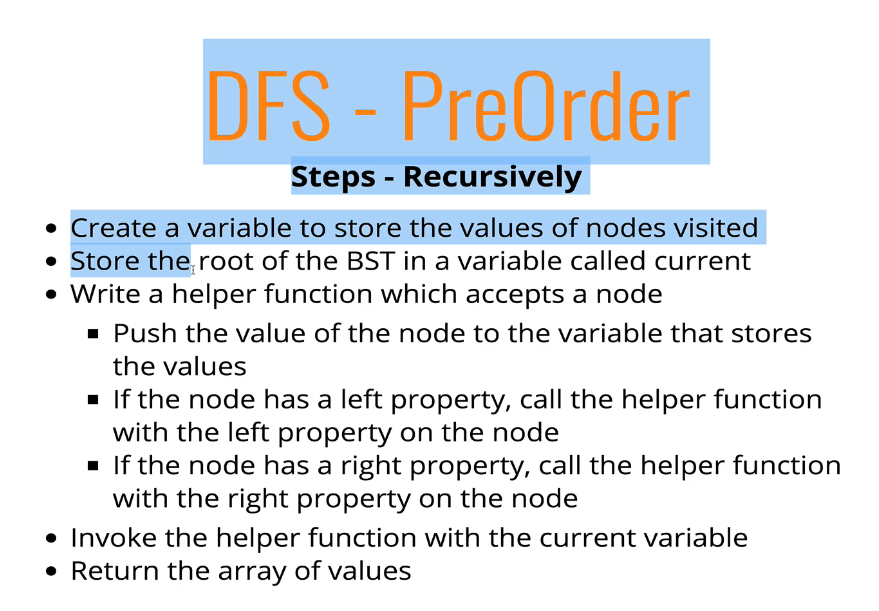 DFS - PreOrder
Steps - Recursively
Create a variable to store the values of nodes visited
Store the root of the BST in a variable called current
Write a helper function which accepts a node
Push the value of the node to the variable that stores
the values
If the node has a left property, call the helper function
with the left property on the node
If the node has a right property, call the helper function
with the right property on the node
Invoke the helper function with the current variable
Return the array of values